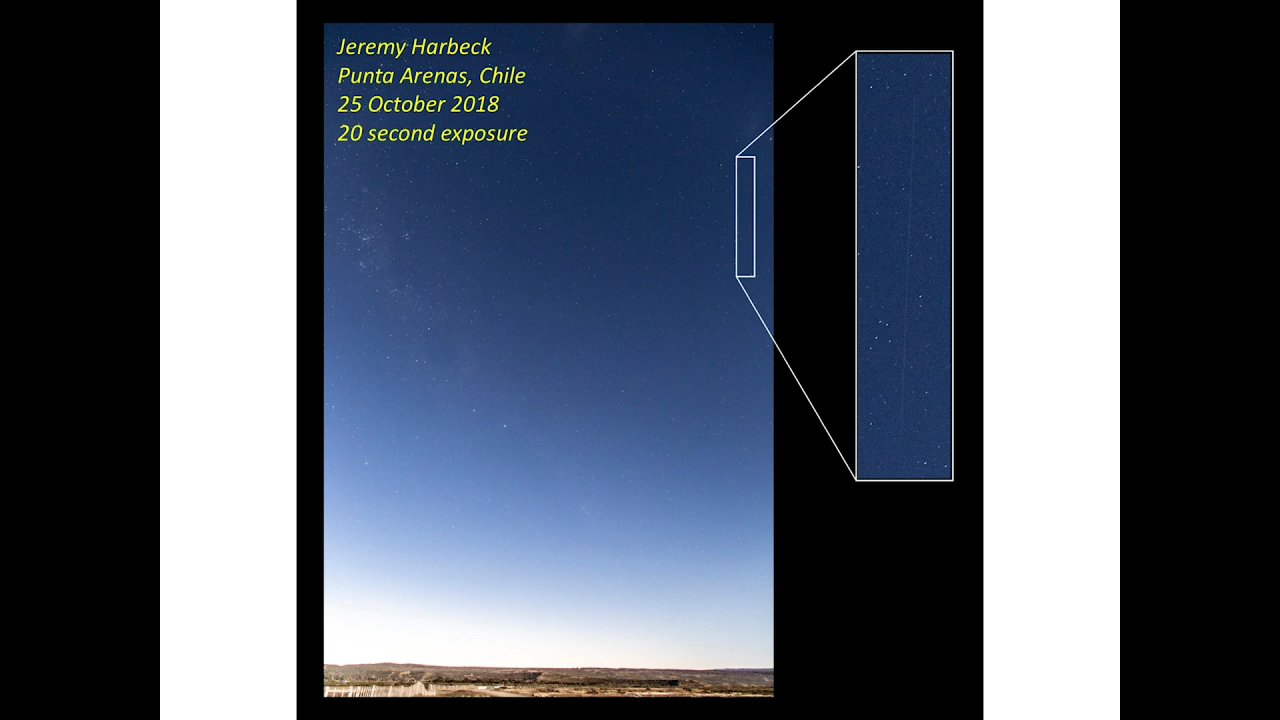 Jeremy Harbeck
Punta Arenas, Chile
25 October 2018
20 second exposure